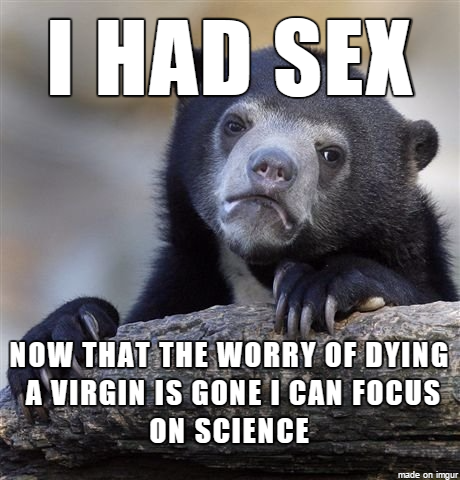 I HAD SEX
NOW THAT THE WORRY OF DYING
A VIRGIN IS GONE I CAN FOCUS
ON SCIENCE
made on imgur